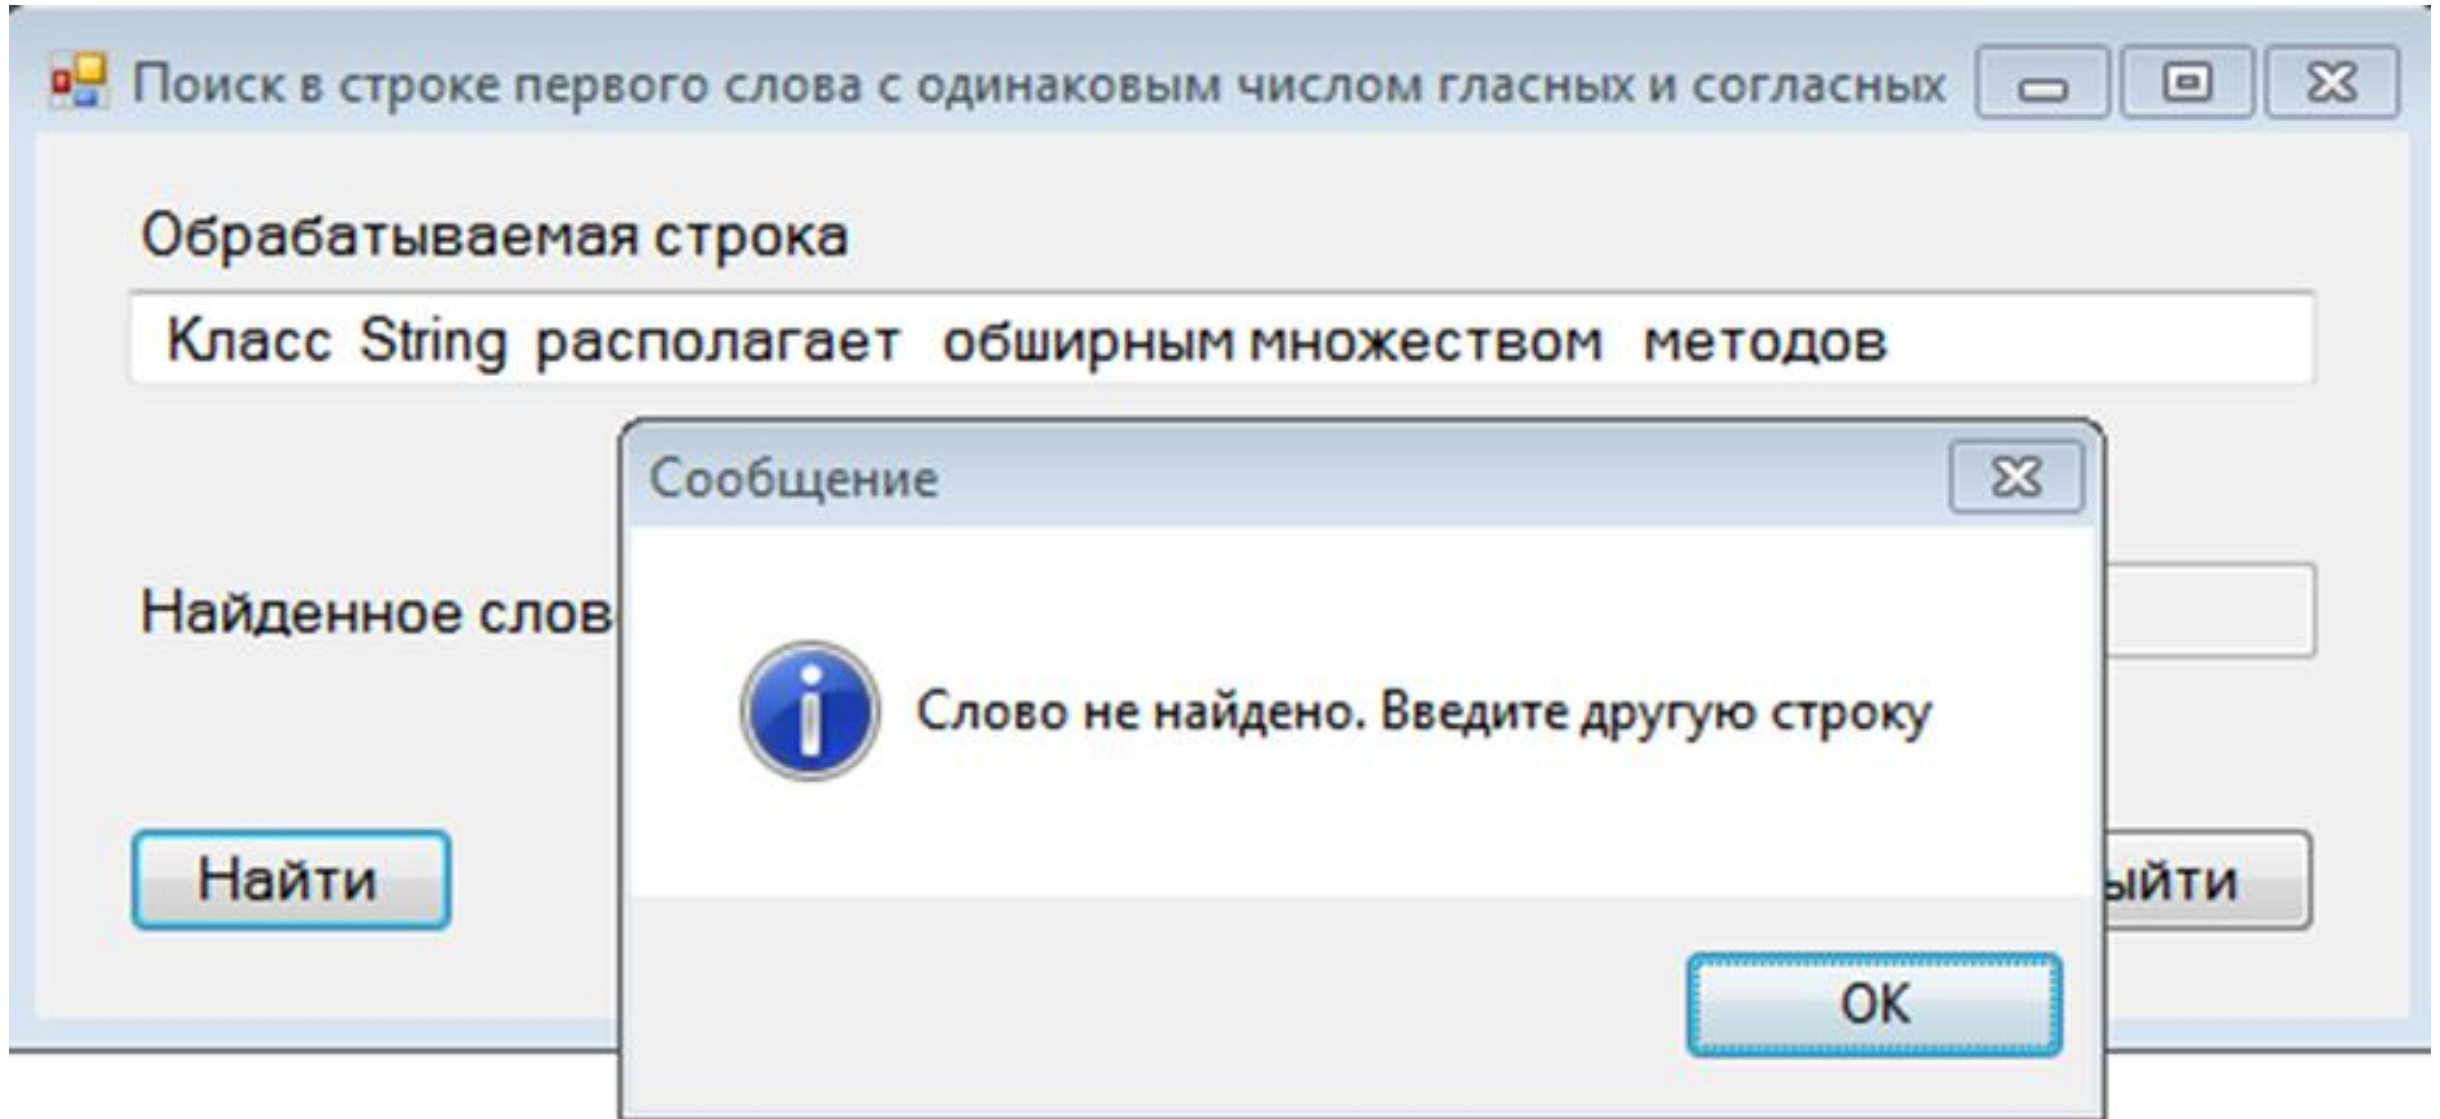 Поиск в строке первого слова с одинаковым числом гласных и согласных
Обрабатываемая строка
Класс String располагает обширным множеством методов
Сообщение
Найденное слов
Слово не найдено. Введите другую строку
Найти
ыйти
OK